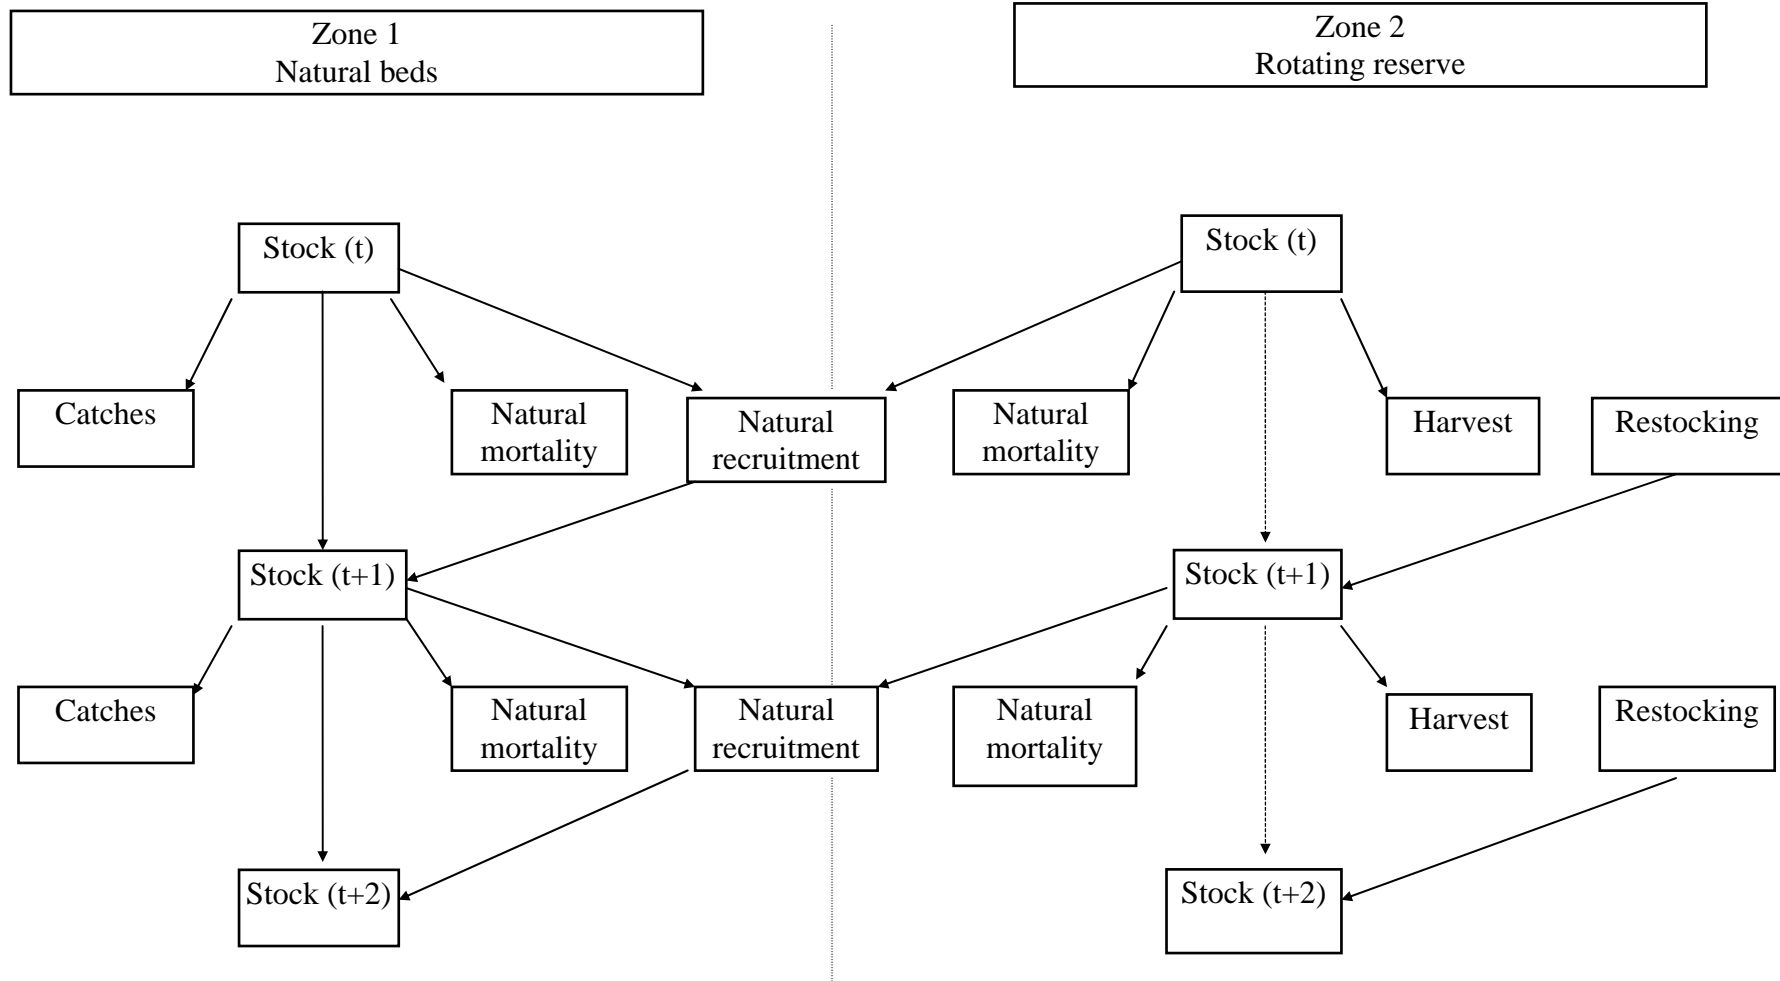 Zone 1
Natural beds
Zone 2
Rotating reserve
Stock (t)
Stock (t)
Catches
Natural
mortality
Natural
recruitment
Natural
mortality
Harvest
Restocking
Stock (t+1)
Stock (t+1)
Catches
Natural
mortality
Natural
recruitment
Natural
mortality
Harvest
Restocking
Stock (t+2)
Stock (t+2)